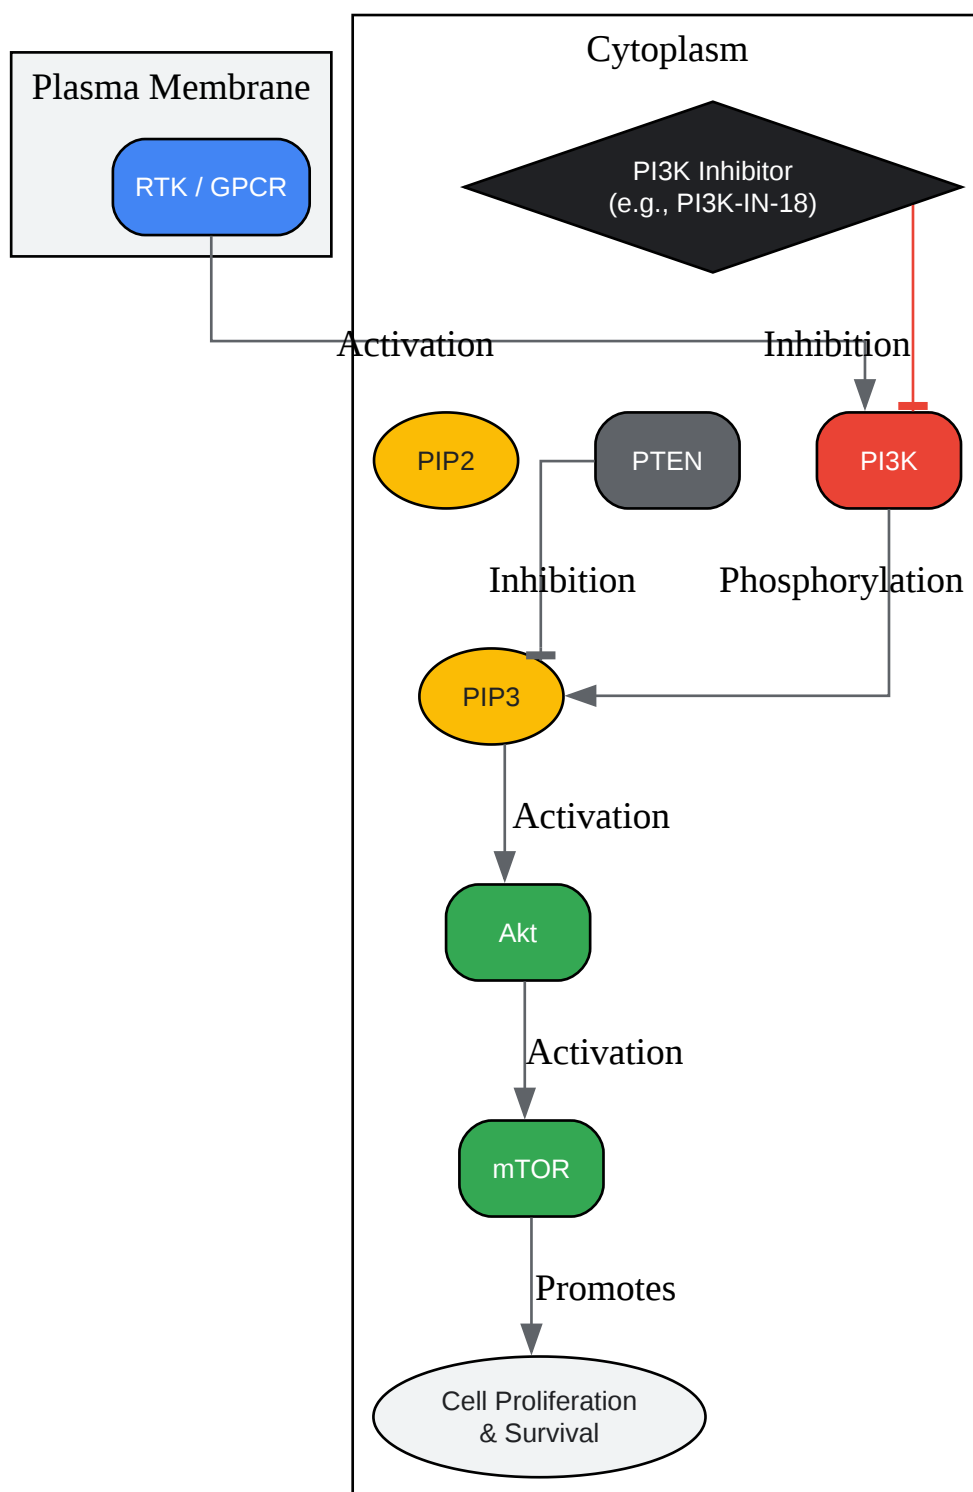 Cytoplasm
Plasma Membrane
PI3K Inhibitor
(e.g., PI3K-IN-18)
RTK / GPCR
Activation
Inhibition
PIP2
PTEN
PI3K
Inhibition
Phosphorylation
PIP3
Activation
Akt
Activation
mTOR
Promotes
Cell Proliferation
& Survival